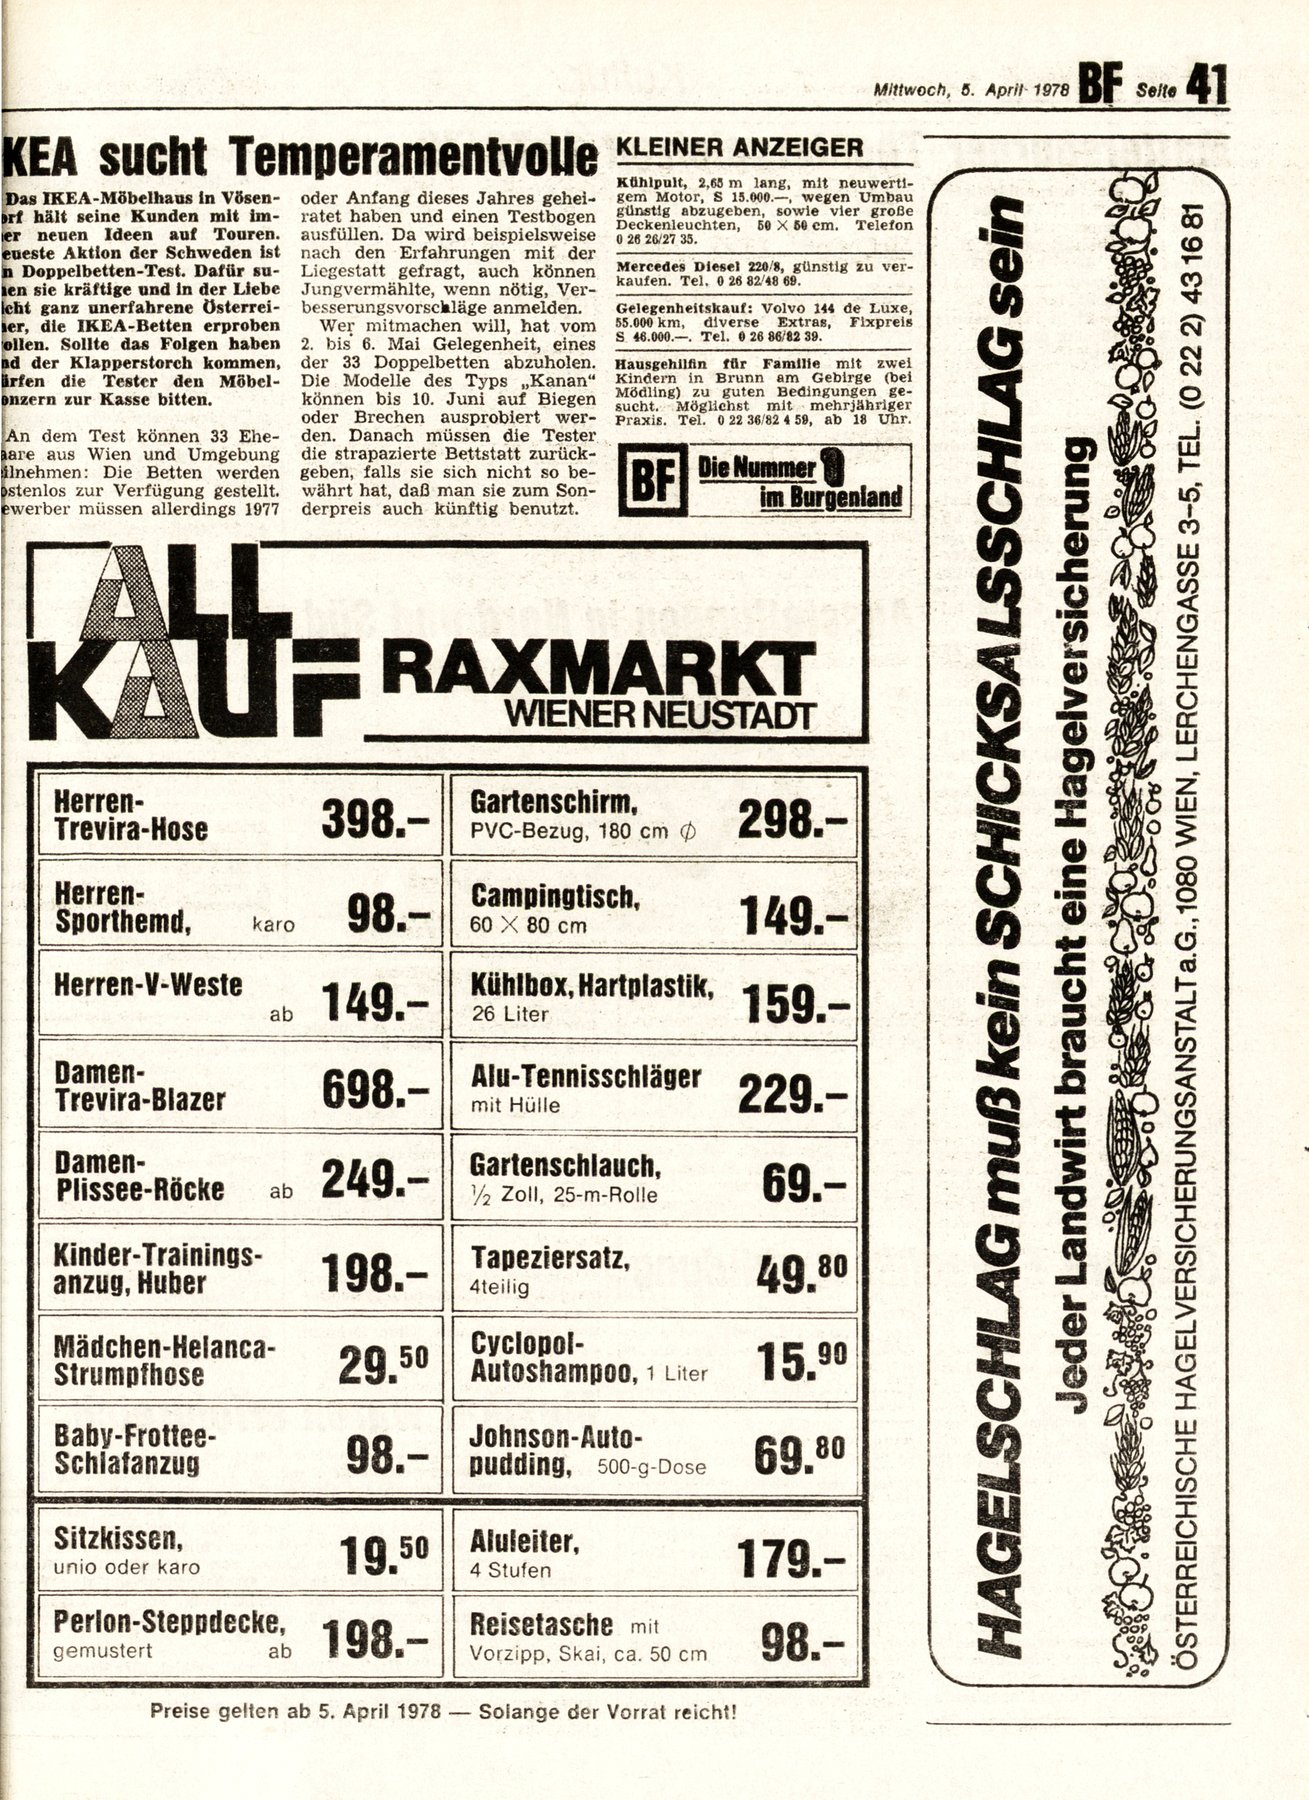 Mittwoch, 5. April 1978 BF Seite 41
KEA sucht Temperamentvolle
Das IKEA-Möbelhaus in Vösen-
rf hält seine Kunden mit im-
er neuen Ideen auf Touren.
eueste Aktion der Schweden ist
n Doppelbetten-Test. Dafür su-
en sie kräftige und in der Liebe
icht ganz unerfahrene Österrei-
er, die IKEA-Betten erproben
ollen. Sollte das Folgen haben
nd der Klapperstorch kommen,
ürfen die Tester den Möbel-
onzern zur Kasse bitten.
An dem Test können 33 Ehe-
aare aus Wien und Umgebung
ilnehmen: Die Betten werden
ostenlos zur Verfügung gestellt.
ewerber müssen allerdings 1977
oder Anfang dieses Jahres gehei-
ratet haben und einen Testbogen
ausfüllen. Da wird beispielsweise
nach den Erfahrungen mit der
Liegestatt gefragt, auch können
Jungvermählte, wenn nötig, Ver-
besserungsvorschläge anmelden.
Wer mitmachen will, hat vom
2. bis 6. Mai Gelegenheit, eines
der 33 Doppelbetten abzuholen.
Die Modelle des Typs „Kanan“
können bis 10. Juni auf Biegen
oder Brechen ausprobiert wer-
den. Danach müssen die Tester
die strapazierte Bettstatt zurück-
geben, falls sie sich nicht so be-
währt hat, daß man sie zum Son-
derpreis auch künftig benutzt.
KLEINER ANZEIGER
Kühlpult, 2,65 m lang, mit neuwerti-
gem Motor, S 15.000.—, wegen Umbau
günstig abzugeben, sowie vier große
Deckenleuchten, 50 × 50 cm. Telefon
0 26 26/27 35.
Mercedes Diesel 220/8, günstig zu ver-
kaufen. Tel. 0 26 82/48 69.
Gelegenheitskauf: Volvo 144 de Luxe,
55.000 km, diverse Extras, Fixpreis
S 46.000.—. Tel. 0 26 86/82 39.
Hausgehilfin für Familie mit zwei
Kindern in Brunn am Gebirge (bei
Mödling) zu guten Bedingungen ge-
sucht. Möglichst mit mehrjähriger
Praxis. Tel. 0 22 36/82 4 59, ab 18 Uhr.
BF Die Nummer 1
im Burgenland
ALL
KAUF RAXMARKT
WIENER NEUSTADT
Herren-
Trevira-Hose 398.–
Herren-
Sporthemd, karo 98.–
Herren-V-Weste
ab 149.–
Damen-
Trevira-Blazer 698.–
Damen-
Plissee-Röcke ab 249.–
Kinder-Trainings-
anzug, Huber 198.–
Mädchen-Helanca-
Strumpfhose 29.50
Baby-Frottee-
Schlafanzug 98.–
Sitzkissen,
unio oder karo 19.50
Perlon-Steppdecke,
gemustert ab 198.–
Gartenschirm,
PVC-Bezug, 180 cm ∅ 298.–
Campingtisch,
60 × 80 cm 149.–
Kühlbox, Hartplastik,
26 Liter 159.–
Alu-Tennisschläger
mit Hülle 229.–
Gartenschlauch,
½ Zoll, 25-m-Rolle 69.–
Tapeziersatz,
4teilig 49.80
Cyclopol-
Autoshampoo, 1 Liter 15.90
Johnson-Auto-
pudding, 500-g-Dose 69.80
Aluleiter,
4 Stufen 179.–
Reisetasche mit
Vorzipp, Skai, ca. 50 cm 98.–
Preise gelten ab 5. April 1978 — Solange der Vorrat reicht!
HAGELSCHLAG muß kein SCHICKSALSSCHLAG sein
Jeder Landwirt braucht eine Hagelversicherung
ÖSTERREICHISCHE HAGELVERSICHERUNGSANSTALT a.G., 1080 WIEN, LERCHENGASSE 3–5, TEL. (0 22 2) 43 16 81